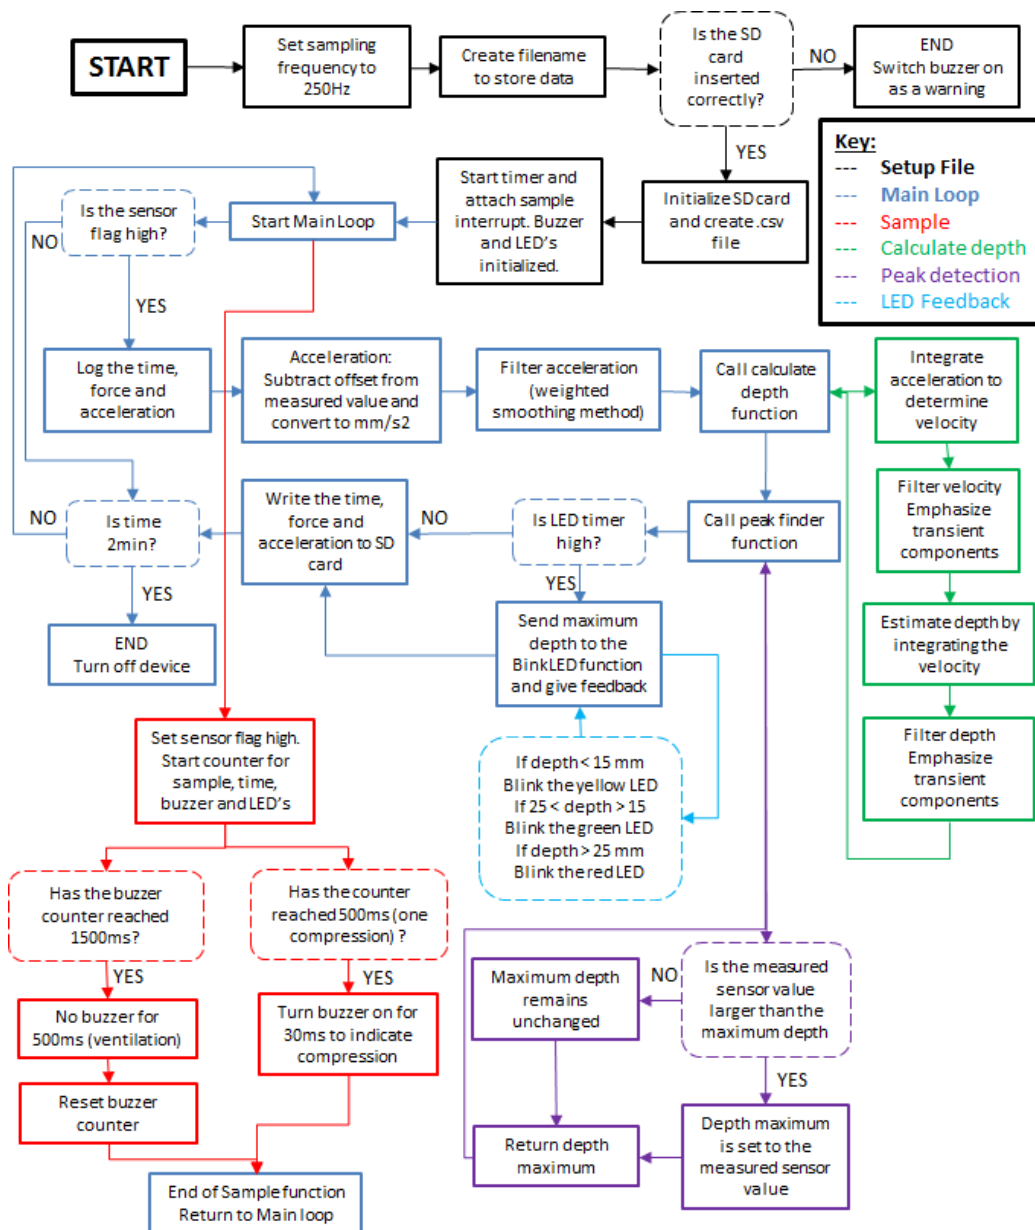 START
Set sampling
frequency to
250Hz
Create filename
to store data
Is the SD
card
inserted
correctly?
NO
END
Switch buzzer on
as a warning
YES
Key:
--- Setup File
--- Main Loop
--- Sample
--- Calculate depth
--- Peak detection
--- LED Feedback
Initialize SD card
and create .csv
file
Start timer and
attach sample
interrupt. Buzzer
and LED's
initialized.
Start Main Loop
Is the sensor
flag high?
NO
YES
Log the time,
force and
acceleration
Acceleration:
Subtract offset from
measured value and
convert to mm/s2
Filter acceleration
(weighted
smoothing method)
Call calculate
depth
function
Integrate
acceleration to
determine
velocity
Filter velocity
Emphasize
transient
components
Estimate depth by
integrating the
velocity
Filter depth
Emphasize
transient
components
Call peak finder
function
Is LED timer
high?
NO
YES
Write the time,
force and
acceleration to SD
card
Is time
2min?
NO
YES
END
Turn off device
Send maximum
depth to the
BinkLED function
and give feedback
If depth < 15 mm
Blink the yellow LED
If 25 < depth > 15
Blink the green LED
If depth > 25 mm
Blink the red LED
Set sensor flag high.
Start counter for
sample, time,
buzzer and LED's
Has the buzzer
counter reached
1500ms?
YES
No buzzer for
500ms (ventilation)
Reset buzzer
counter
Has the counter
reached 500ms (one
compression) ?
YES
Turn buzzer on for
30ms to indicate
compression
End of Sample function
Return to Main loop
Is the measured
sensor value
larger than the
maximum depth
NO
YES
Maximum depth
remains
unchanged
Depth maximum
is set to the
measured sensor
value
Return depth
maximum